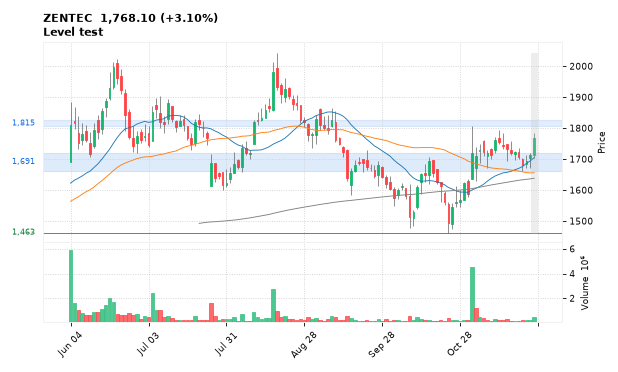 ZENTEC 1,768.10 (+3.10%)
Level test
2000
1900
1,815
1800
1,691
1700
1600
1500
1,463
Price
6
4
2
Volume 10⁶
Jun 04
Jul 03
Jul 31
Aug 28
Sep 28
Oct 28